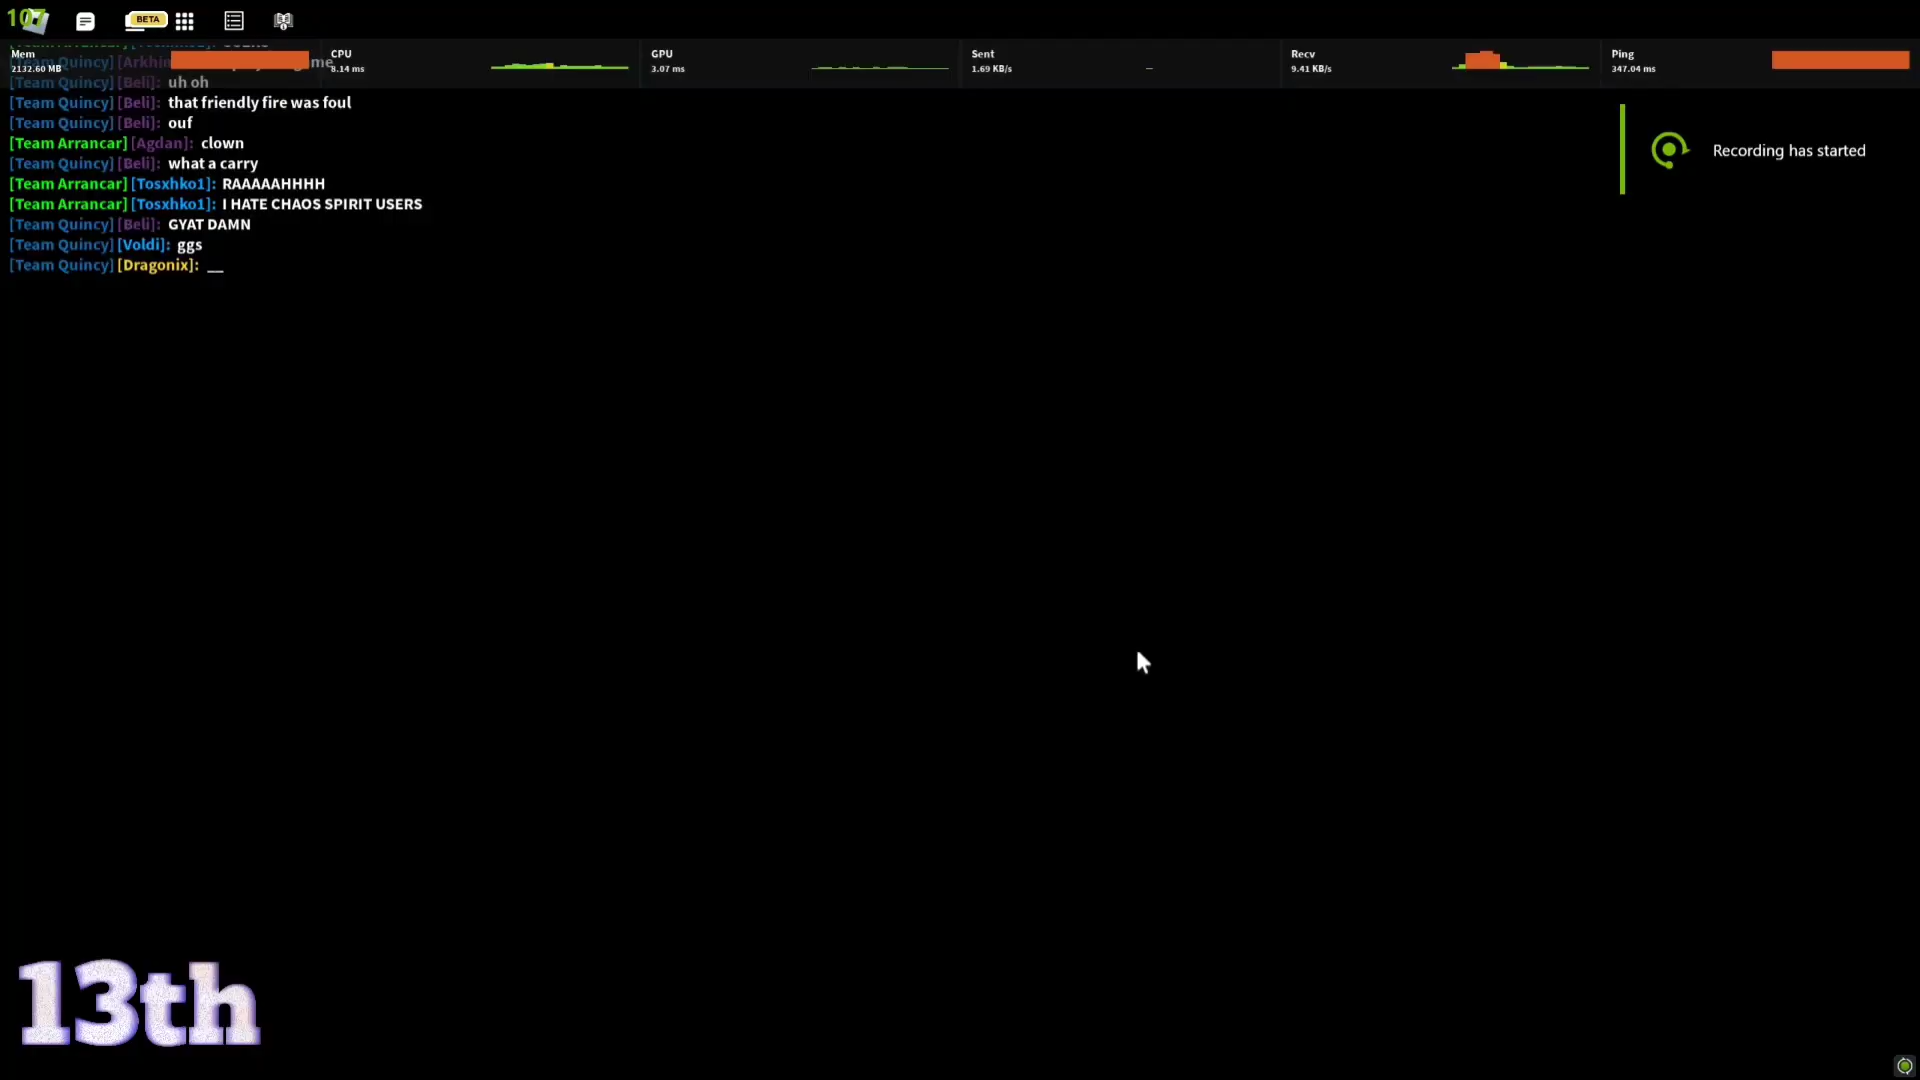 107
BETA
Mem
2132.60 MB
CPU
8.14 ms
GPU
3.07 ms
Sent
1.69 KB/s
Recv
9.41 KB/s
Ping
347.04 ms
[Team Quincy] [Beli]: uh oh
[Team Quincy] [Beli]: that friendly fire was foul
[Team Quincy] [Beli]: ouf
[Team Arrancar] [Agdan]: clown
[Team Quincy] [Beli]: what a carry
[Team Arrancar] [Tosxhko1]: RAAAAAHHHH
[Team Arrancar] [Tosxhko1]: I HATE CHAOS SPIRIT USERS
[Team Quincy] [Beli]: GYAT DAMN
[Team Quincy] [Voldi]: ggs
[Team Quincy] [Dragonix]: __
Recording has started
13th